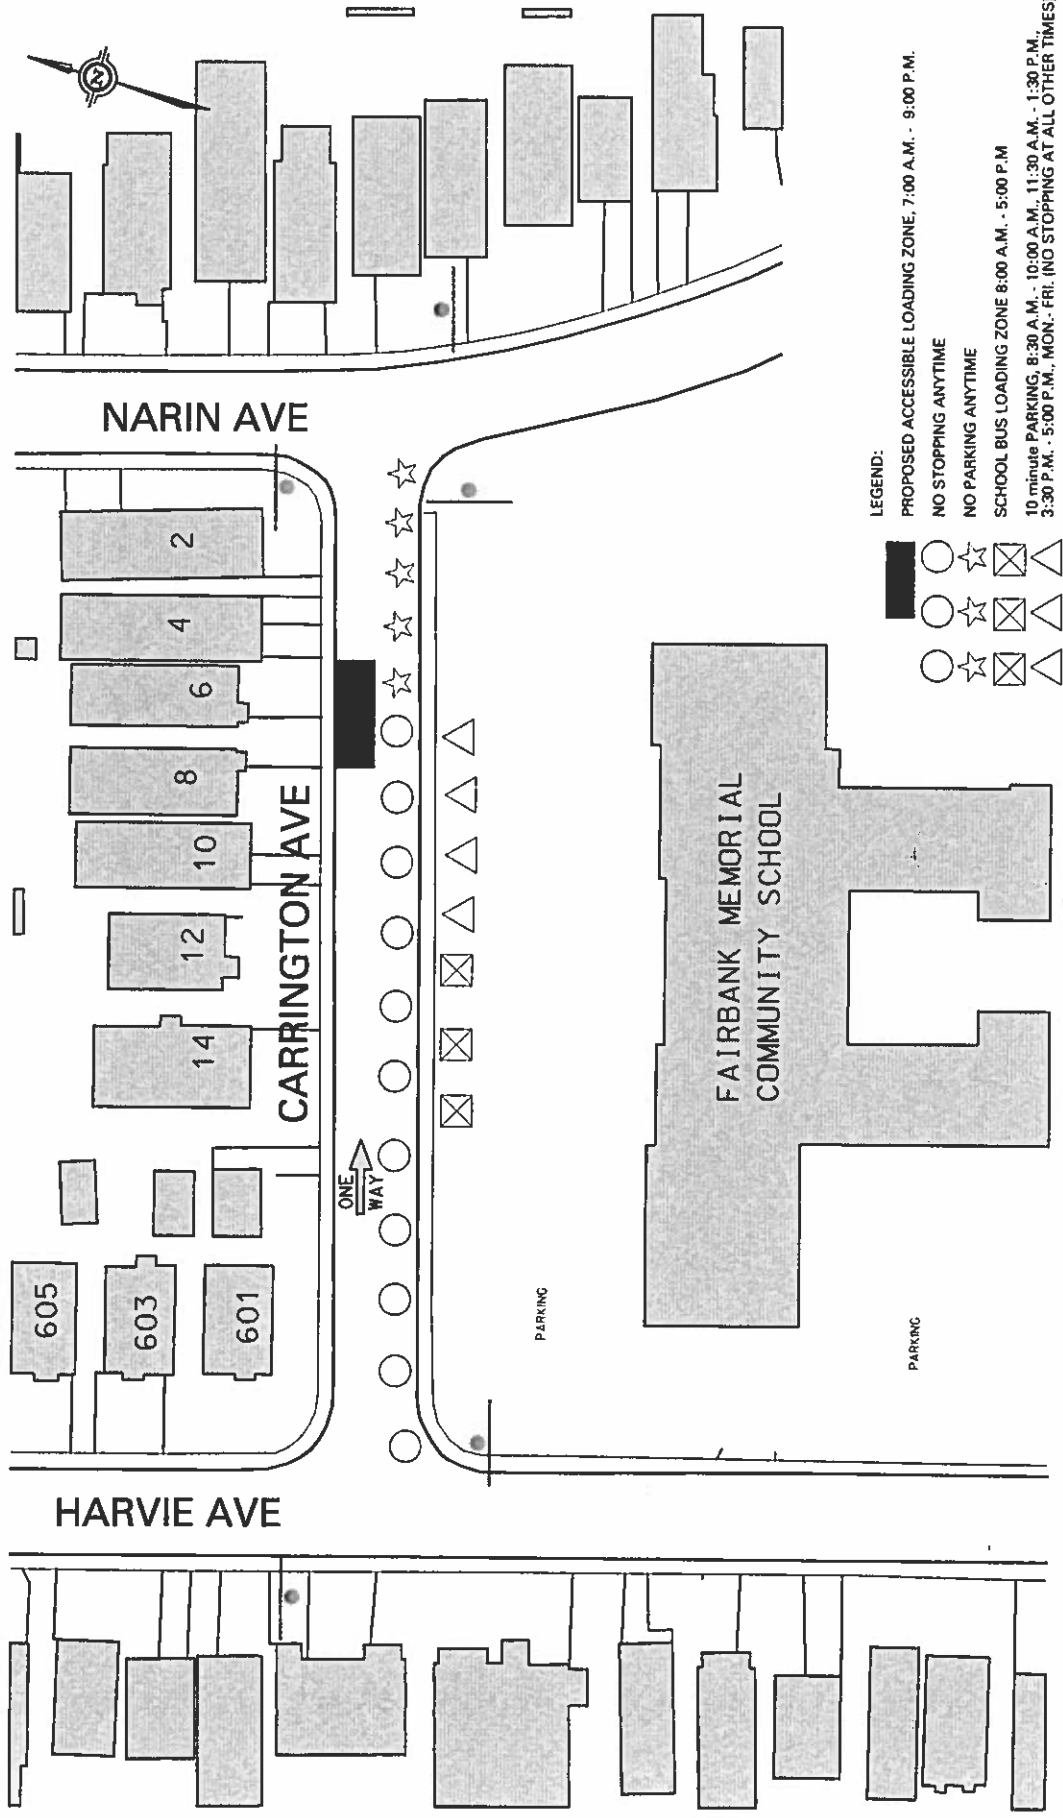 N
NARIN AVE
2
4
6
8
10
12
14
CARRINGTON AVE
ONE
WAY
605
603
601
HARVIE AVE
FAIRBANK MEMORIAL
COMMUNITY SCHOOL
PARKING
PARKING
LEGEND:
PROPOSED ACCESSIBLE LOADING ZONE, 7:00 A.M. - 9:00 P.M.
NO STOPPING ANYTIME
NO PARKING ANYTIME
SCHOOL BUS LOADING ZONE 8:00 A.M. - 5:00 P.M
10 minute PARKING, 8:30 A.M. - 10:00 A.M., 11:30 A.M. - 1:30 P.M.,
3:30 P.M. - 5:00 P.M., MON.- FRI. (NO STOPPING AT ALL OTHER TIMES)